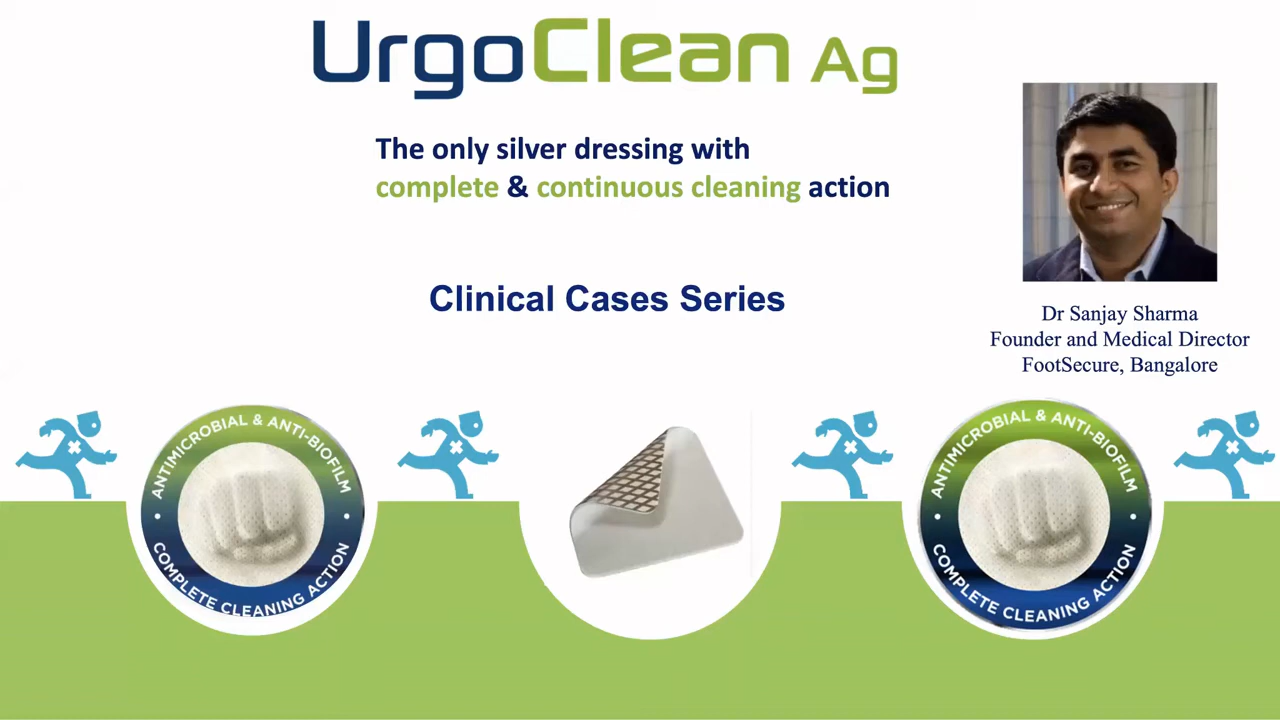 UrgoClean Ag
The only silver dressing with
complete & continuous cleaning action
Clinical Cases Series
Dr Sanjay Sharma
Founder and Medical Director
FootSecure, Bangalore
ANTIMICROBIAL & ANTI-BIOFILM
COMPLETE CLEANING ACTION
ANTIMICROBIAL & ANTI-BIOFILM
COMPLETE CLEANING ACTION